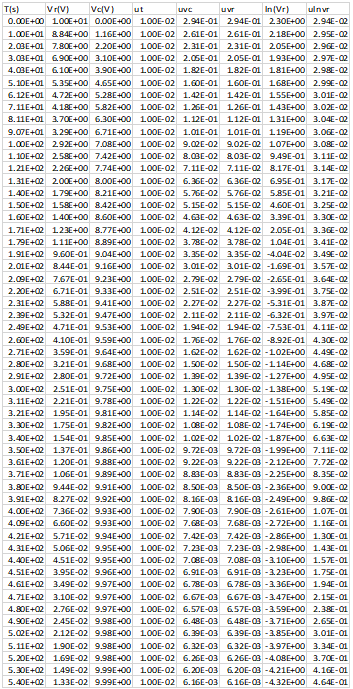 T(s) Vr(V) Vc(V) ut uvc uvr ln(Vr) ulnvr
0.00E+00 1.00E+01 0.00E+00 1.00E-02 2.94E-01 2.94E-01 2.30E+00 2.94E-02
1.00E+01 8.84E+00 1.16E+00 1.00E-02 2.61E-01 2.61E-01 2.18E+00 2.95E-02
2.03E+01 7.80E+00 2.20E+00 1.00E-02 2.31E-01 2.31E-01 2.05E+00 2.96E-02
3.03E+01 6.90E+00 3.10E+00 1.00E-02 2.05E-01 2.05E-01 1.93E+00 2.97E-02
4.03E+01 6.10E+00 3.90E+00 1.00E-02 1.82E-01 1.82E-01 1.81E+00 2.98E-02
5.10E+01 5.35E+00 4.65E+00 1.00E-02 1.60E-01 1.60E-01 1.68E+00 2.99E-02
6.12E+01 4.72E+00 5.28E+00 1.00E-02 1.42E-01 1.42E-01 1.55E+00 3.01E-02
7.11E+01 4.18E+00 5.82E+00 1.00E-02 1.26E-01 1.26E-01 1.43E+00 3.02E-02
8.11E+01 3.70E+00 6.30E+00 1.00E-02 1.12E-01 1.12E-01 1.31E+00 3.04E-02
9.07E+01 3.29E+00 6.71E+00 1.00E-02 1.01E-01 1.01E-01 1.19E+00 3.06E-02
1.00E+02 2.92E+00 7.08E+00 1.00E-02 9.02E-02 9.02E-02 1.07E+00 3.08E-02
1.10E+02 2.58E+00 7.42E+00 1.00E-02 8.03E-02 8.03E-02 9.49E-01 3.11E-02
1.21E+02 2.26E+00 7.74E+00 1.00E-02 7.11E-02 7.11E-02 8.17E-01 3.14E-02
1.31E+02 2.00E+00 8.00E+00 1.00E-02 6.36E-02 6.36E-02 6.95E-01 3.17E-02
1.40E+02 1.79E+00 8.21E+00 1.00E-02 5.76E-02 5.76E-02 5.85E-01 3.21E-02
1.50E+02 1.58E+00 8.42E+00 1.00E-02 5.15E-02 5.15E-02 4.60E-01 3.25E-02
1.60E+02 1.40E+00 8.60E+00 1.00E-02 4.63E-02 4.63E-02 3.39E-01 3.30E-02
1.71E+02 1.23E+00 8.77E+00 1.00E-02 4.12E-02 4.12E-02 2.05E-01 3.36E-02
1.79E+02 1.11E+00 8.89E+00 1.00E-02 3.78E-02 3.78E-02 1.04E-01 3.41E-02
1.91E+02 9.60E-01 9.04E+00 1.00E-02 3.35E-02 3.35E-02 -4.04E-02 3.49E-02
2.01E+02 8.44E-01 9.16E+00 1.00E-02 3.01E-02 3.01E-02 -1.69E-01 3.57E-02
2.09E+02 7.67E-01 9.23E+00 1.00E-02 2.79E-02 2.79E-02 -2.65E-01 3.64E-02
2.20E+02 6.71E-01 9.33E+00 1.00E-02 2.51E-02 2.51E-02 -3.99E-01 3.75E-02
2.31E+02 5.88E-01 9.41E+00 1.00E-02 2.27E-02 2.27E-02 -5.31E-01 3.87E-02
2.39E+02 5.32E-01 9.47E+00 1.00E-02 2.11E-02 2.11E-02 -6.32E-01 3.97E-02
2.49E+02 4.71E-01 9.53E+00 1.00E-02 1.94E-02 1.94E-02 -7.53E-01 4.11E-02
2.60E+02 4.10E-01 9.59E+00 1.00E-02 1.76E-02 1.76E-02 -8.92E-01 4.30E-02
2.71E+02 3.59E-01 9.64E+00 1.00E-02 1.62E-02 1.62E-02 -1.02E+00 4.49E-02
2.80E+02 3.21E-01 9.68E+00 1.00E-02 1.50E-02 1.50E-02 -1.14E+00 4.68E-02
2.91E+02 2.80E-01 9.72E+00 1.00E-02 1.39E-02 1.39E-02 -1.27E+00 4.95E-02
3.00E+02 2.51E-01 9.75E+00 1.00E-02 1.30E-02 1.30E-02 -1.38E+00 5.19E-02
3.11E+02 2.21E-01 9.78E+00 1.00E-02 1.22E-02 1.22E-02 -1.51E+00 5.49E-02
3.21E+02 1.95E-01 9.81E+00 1.00E-02 1.14E-02 1.14E-02 -1.64E+00 5.85E-02
3.30E+02 1.75E-01 9.82E+00 1.00E-02 1.08E-02 1.08E-02 -1.74E+00 6.19E-02
3.40E+02 1.54E-01 9.85E+00 1.00E-02 1.02E-02 1.02E-02 -1.87E+00 6.63E-02
3.50E+02 1.37E-01 9.86E+00 1.00E-02 9.72E-03 9.72E-03 -1.99E+00 7.11E-02
3.61E+02 1.20E-01 9.88E+00 1.00E-02 9.22E-03 9.22E-03 -2.12E+00 7.72E-02
3.71E+02 1.06E-01 9.89E+00 1.00E-02 8.83E-03 8.83E-03 -2.25E+00 8.35E-02
3.80E+02 9.44E-02 9.91E+00 1.00E-02 8.50E-03 8.50E-03 -2.36E+00 9.00E-02
3.91E+02 8.27E-02 9.92E+00 1.00E-02 8.16E-03 8.16E-03 -2.49E+00 9.86E-02
4.00E+02 7.36E-02 9.93E+00 1.00E-02 7.90E-03 7.90E-03 -2.61E+00 1.07E-01
4.09E+02 6.60E-02 9.93E+00 1.00E-02 7.68E-03 7.68E-03 -2.72E+00 1.16E-01
4.21E+02 5.71E-02 9.94E+00 1.00E-02 7.42E-03 7.42E-03 -2.86E+00 1.30E-01
4.31E+02 5.06E-02 9.95E+00 1.00E-02 7.23E-03 7.23E-03 -2.98E+00 1.43E-01
4.40E+02 4.51E-02 9.95E+00 1.00E-02 7.08E-03 7.08E-03 -3.10E+00 1.57E-01
4.51E+02 3.95E-02 9.96E+00 1.00E-02 6.91E-03 6.91E-03 -3.23E+00 1.75E-01
4.61E+02 3.49E-02 9.97E+00 1.00E-02 6.78E-03 6.78E-03 -3.36E+00 1.94E-01
4.71E+02 3.10E-02 9.97E+00 1.00E-02 6.67E-03 6.67E-03 -3.47E+00 2.15E-01
4.80E+02 2.76E-02 9.97E+00 1.00E-02 6.57E-03 6.57E-03 -3.59E+00 2.38E-01
4.90E+02 2.45E-02 9.98E+00 1.00E-02 6.48E-03 6.48E-03 -3.71E+00 2.65E-01
5.02E+02 2.12E-02 9.98E+00 1.00E-02 6.39E-03 6.39E-03 -3.85E+00 3.01E-01
5.11E+02 1.90E-02 9.98E+00 1.00E-02 6.33E-03 6.33E-03 -3.97E+00 3.34E-01
5.20E+02 1.69E-02 9.98E+00 1.00E-02 6.26E-03 6.26E-03 -4.08E+00 3.70E-01
5.30E+02 1.49E-02 9.99E+00 1.00E-02 6.20E-03 6.20E-03 -4.21E+00 4.16E-01
5.40E+02 1.33E-02 9.99E+00 1.00E-02 6.16E-03 6.16E-03 -4.32E+00 4.64E-01